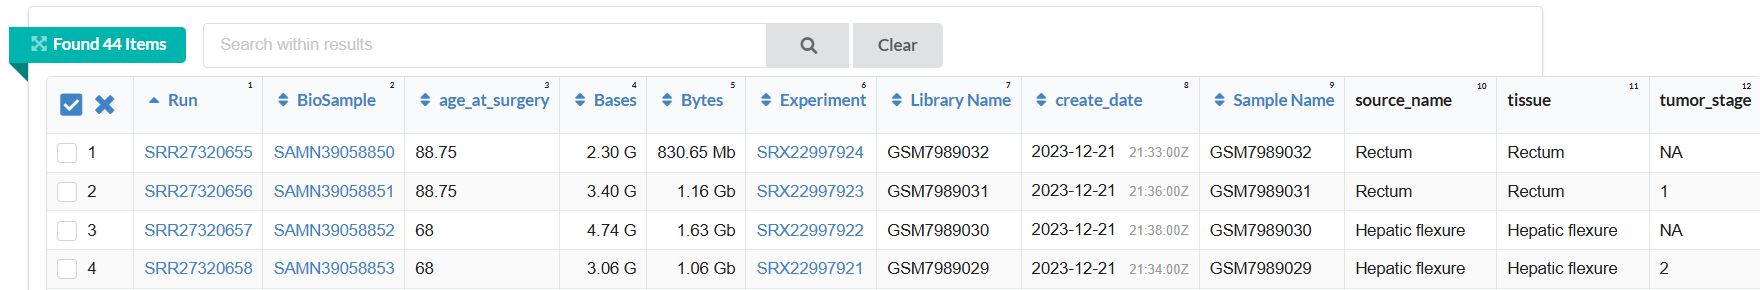 Found 44 Items Search within results Clear
Run 1 BioSample 2 age_at_surgery 3 Bases 4 Bytes 5 Experiment 6 Library Name 7 create_date 8 Sample Name 9 source_name 10 tissue 11 tumor_stage 12
1 SRR27320655 SAMN39058850 88.75 2.30 G 830.65 Mb SRX22997924 GSM7989032 2023-12-21 21:33:00Z GSM7989032 Rectum Rectum NA
2 SRR27320656 SAMN39058851 88.75 3.40 G 1.16 Gb SRX22997923 GSM7989031 2023-12-21 21:36:00Z GSM7989031 Rectum Rectum 1
3 SRR27320657 SAMN39058852 68 4.74 G 1.63 Gb SRX22997922 GSM7989030 2023-12-21 21:38:00Z GSM7989030 Hepatic flexure Hepatic flexure NA
4 SRR27320658 SAMN39058853 68 3.06 G 1.06 Gb SRX22997921 GSM7989029 2023-12-21 21:34:00Z GSM7989029 Hepatic flexure Hepatic flexure 2